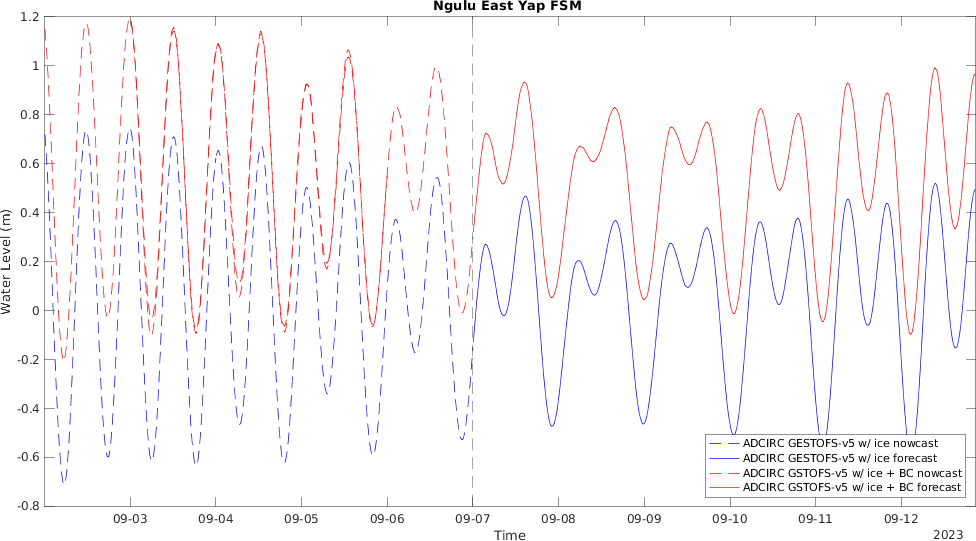 Ngulu East Yap FSM
1.2
1
0.8
0.6
0.4
0.2
0
-0.2
-0.4
-0.6
-0.8
Water Level (m)
ADCIRC GESTOFS-v5 w/ ice nowcast
ADCIRC GESTOFS-v5 w/ ice forecast
ADCIRC GSTOFS-v5 w/ ice + BC nowcast
ADCIRC GSTOFS-v5 w/ ice + BC forecast
09-03 09-04 09-05 09-06 09-07 09-08 09-09 09-10 09-11 09-12
Time
2023